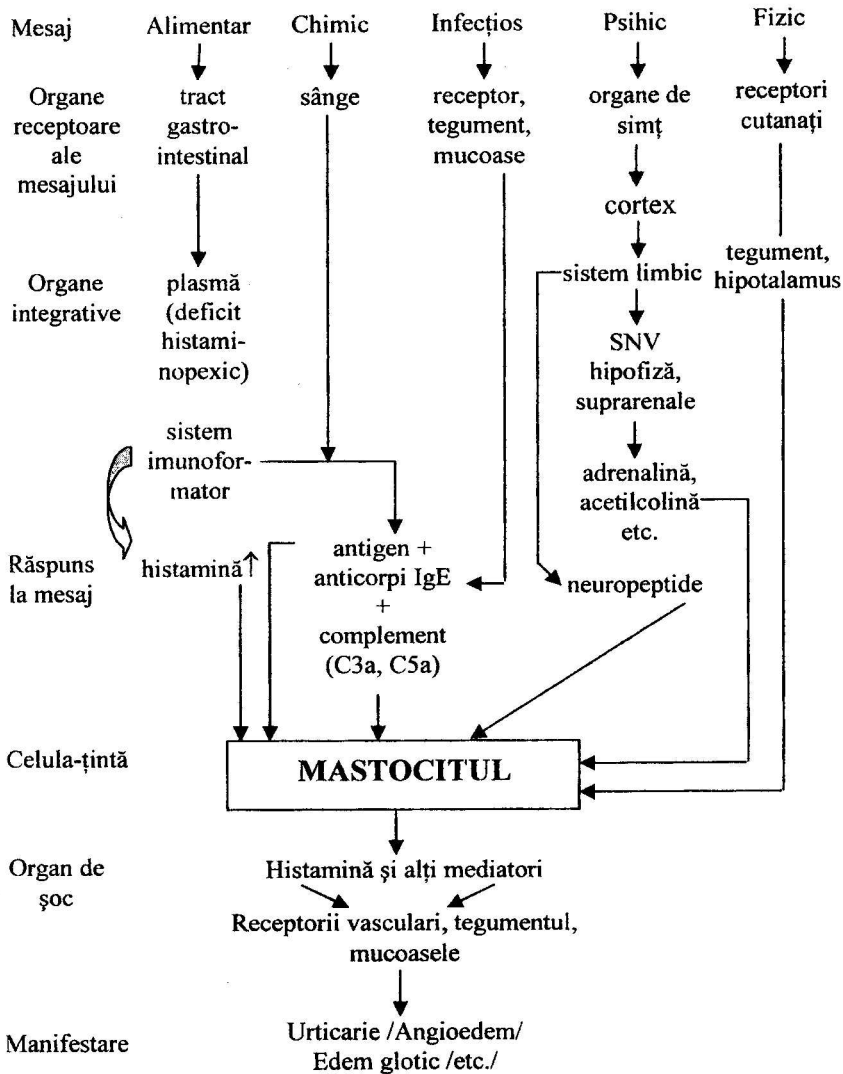 Mesaj Alimentar Chimic Infecțios Psihic Fizic
Organe receptoare ale mesajului
tract gastro-intestinal
sânge
receptor, tegument, mucoase
organe de simț
receptori cutanați
cortex
Organe integrative
plasmă (deficit histami-nopexic)
sistem limbic
tegument, hipotalamus
SNV hipofiză, suprarenale
sistem imunofor-mator
adrenalină, acetilcolină etc.
Răspuns la mesaj
histamină↑
antigen + anticorpi IgE + complement (C3a, C5a)
neuropeptide
Celula-țintă
MASTOCITUL
Organ de șoc
Histamină și alți mediatori
Receptorii vasculari, tegumentul, mucoasele
Manifestare
Urticarie /Angioedem/
Edem glotic /etc./